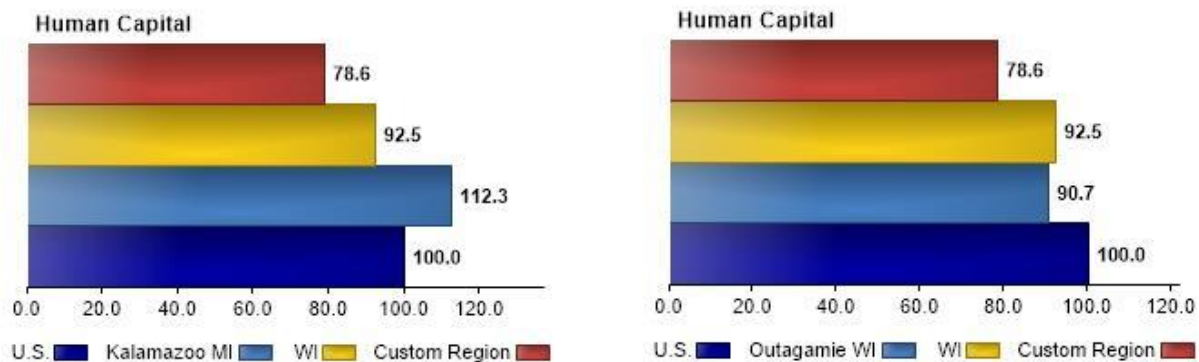 Human Capital
78.6
92.5
112.3
100.0
0.0 20.0 40.0 60.0 80.0 100.0 120.0
U.S. Kalamazoo MI WI Custom Region
Human Capital
78.6
92.5
90.7
100.0
0.0 20.0 40.0 60.0 80.0 100.0 120.0
U.S. Outagamie WI WI Custom Region